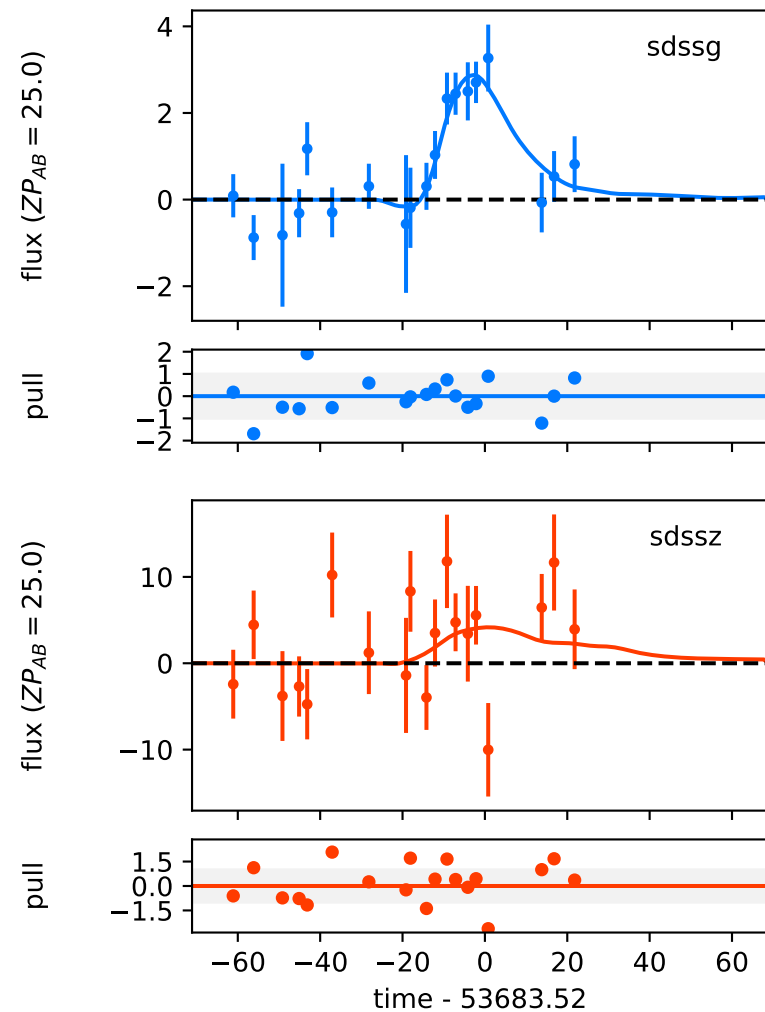 sdssg
flux (ZP_AB = 25.0)
4
2
0
−2
pull
2
1
0
−1
−2
sdssz
flux (ZP_AB = 25.0)
10
0
−10
pull
1.5
0.0
−1.5
−60 −40 −20 0 20 40 60
time - 53683.52